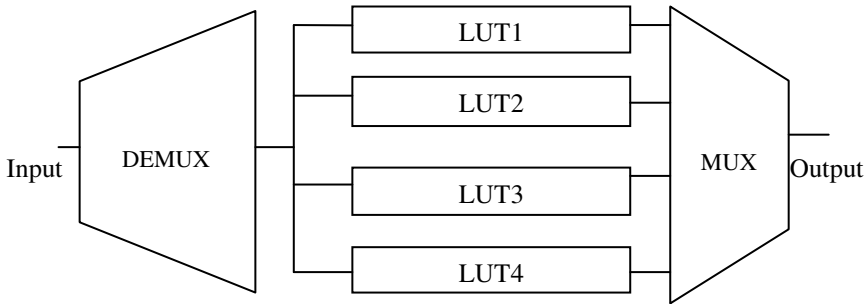 LUT1
LUT2
DEMUX
MUX
Input
Output
LUT3
LUT4